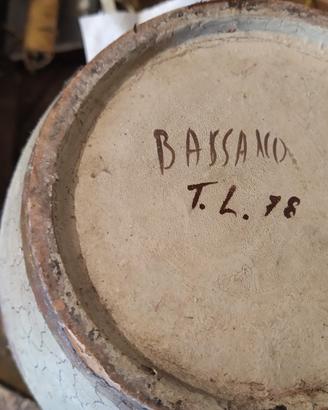 BASSANO
T. L. 78